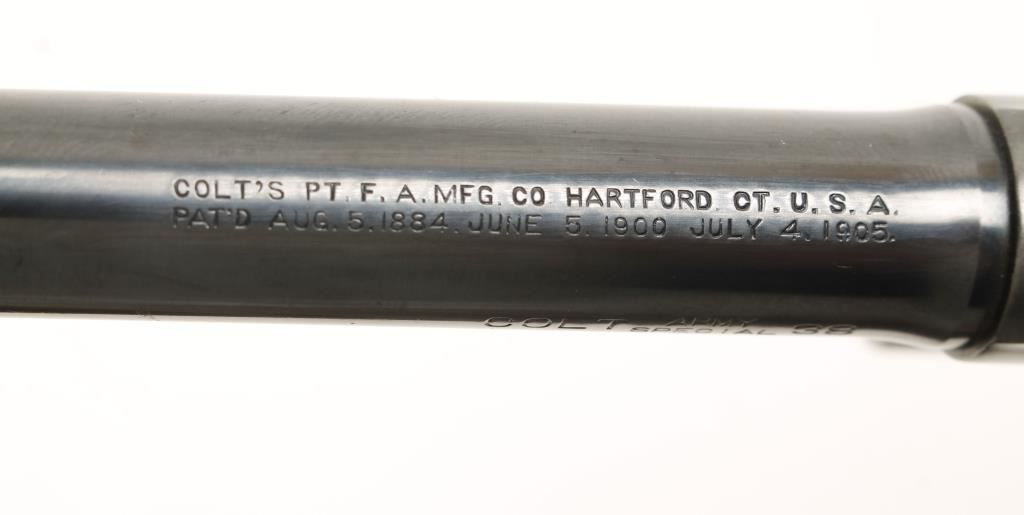 COLT'S PT. F. A. MFG. CO HARTFORD. CT. U. S. A.
PAT'D AUG. 5. 1884. JUNE 5. 1900 JULY 4. 1905.
COLT ARMY SPECIAL 38